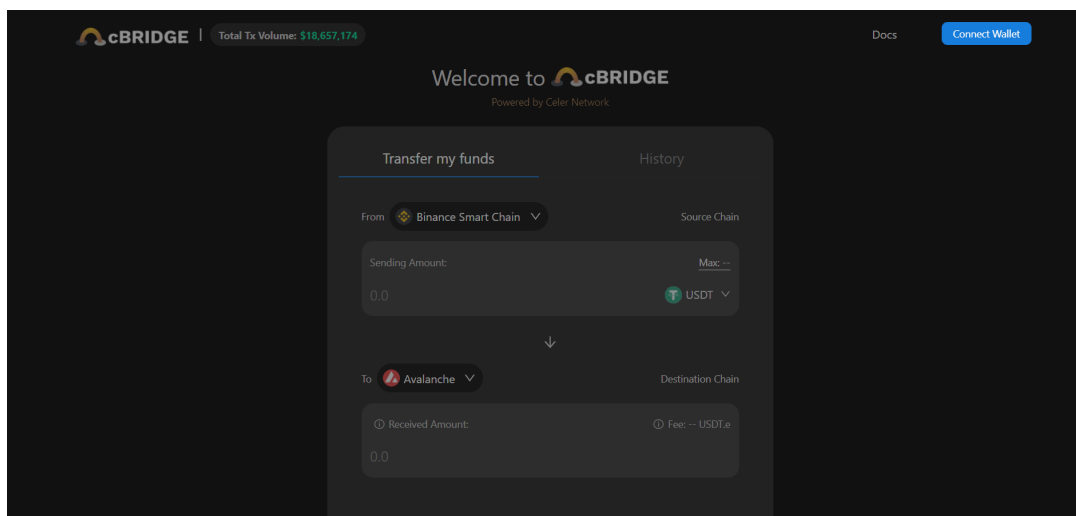 cBRIDGE | Total Tx Volume: $18,657,174 Docs Connect Wallet
Welcome to cBRIDGE
Powered by Celer Network
Transfer my funds History
From Binance Smart Chain Source Chain
Sending Amount: Max: --
0.0 USDT
To Avalanche Destination Chain
Received Amount: Fee: -- USDT.e
0.0